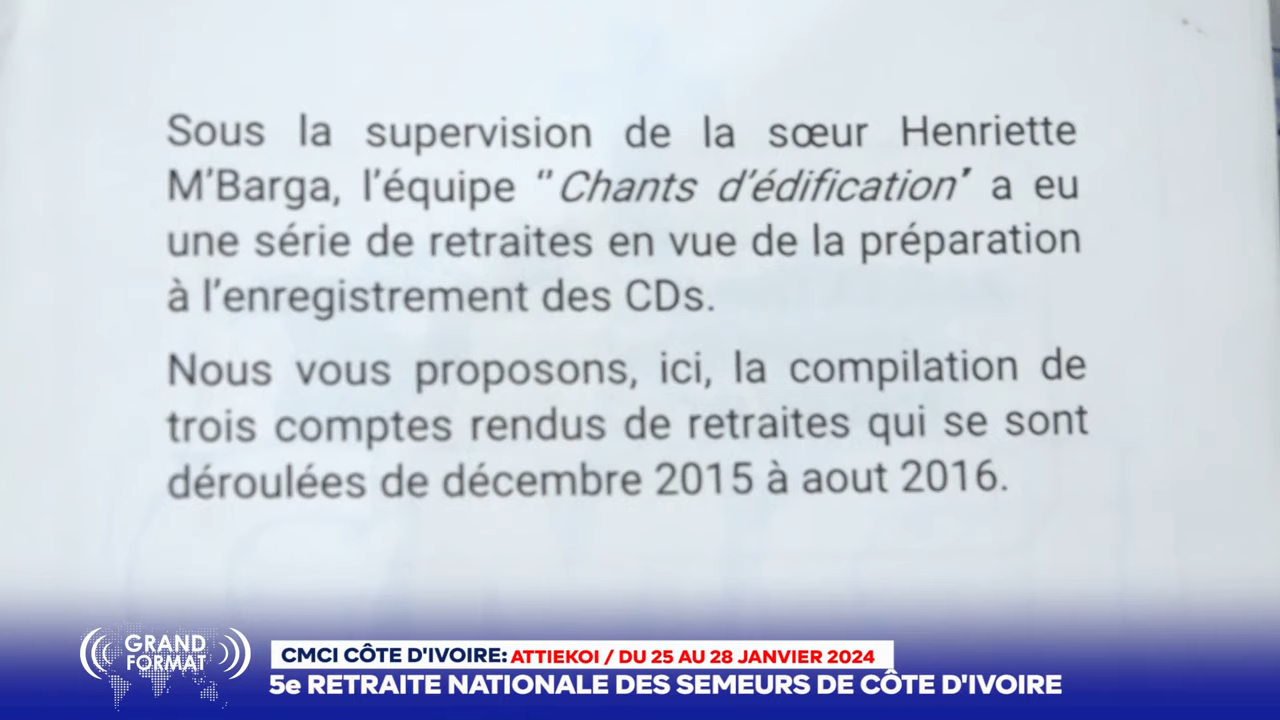 Sous la supervision de la sœur Henriette
M'Barga, l'équipe "Chants d'édification" a eu
une série de retraites en vue de la préparation
à l'enregistrement des CDs.
Nous vous proposons, ici, la compilation de
trois comptes rendus de retraites qui se sont
déroulées de décembre 2015 à aout 2016.
GRAND
FORMAT
CMCI CÔTE D'IVOIRE: ATTIEKOI / DU 25 AU 28 JANVIER 2024
5e RETRAITE NATIONALE DES SEMEURS DE CÔTE D'IVOIRE